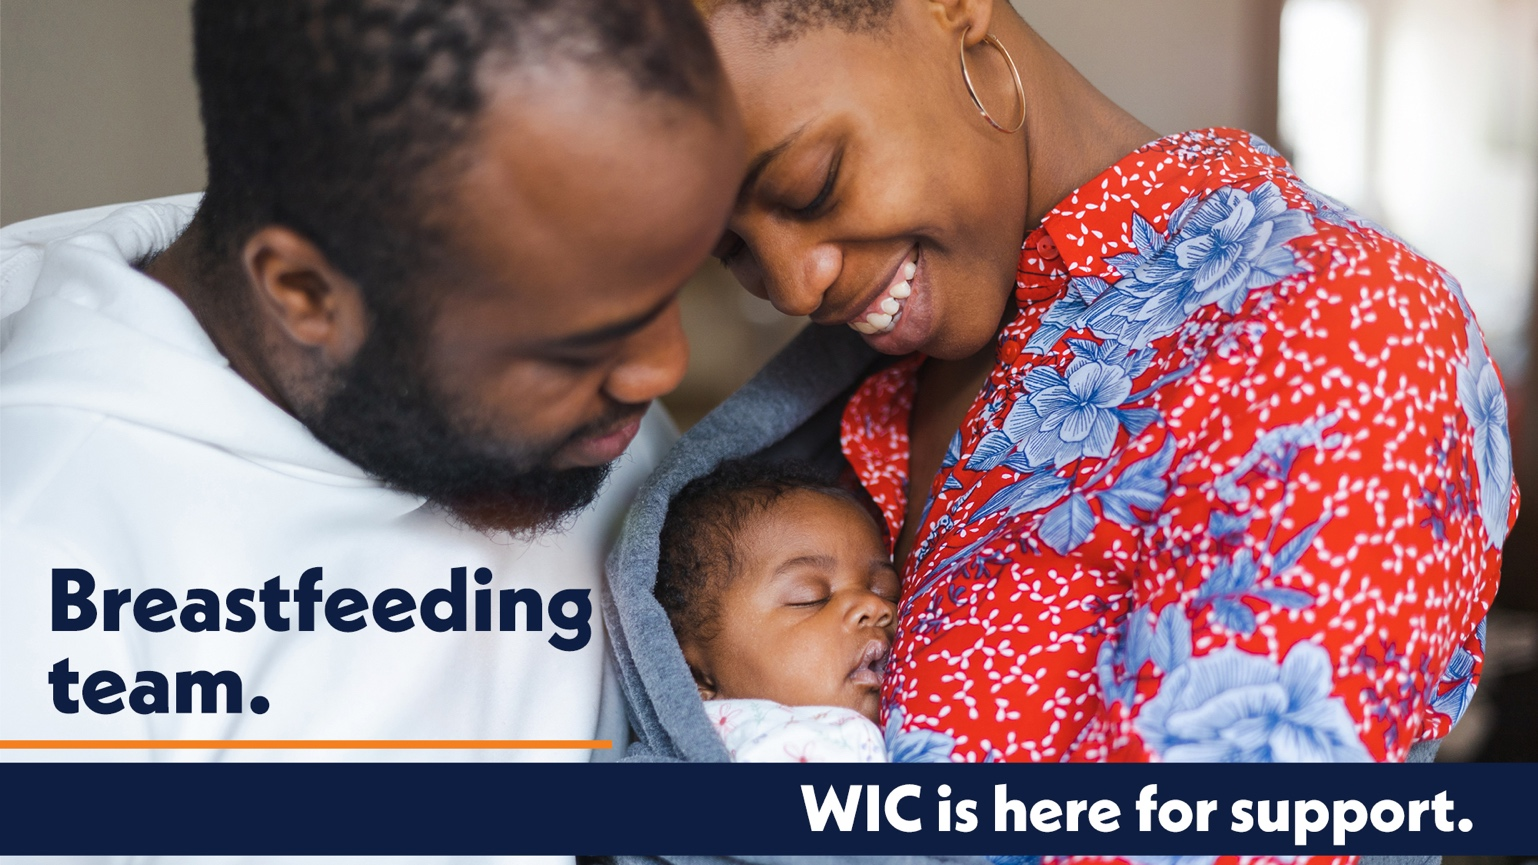 Breastfeeding
team.
WIC is here for support.